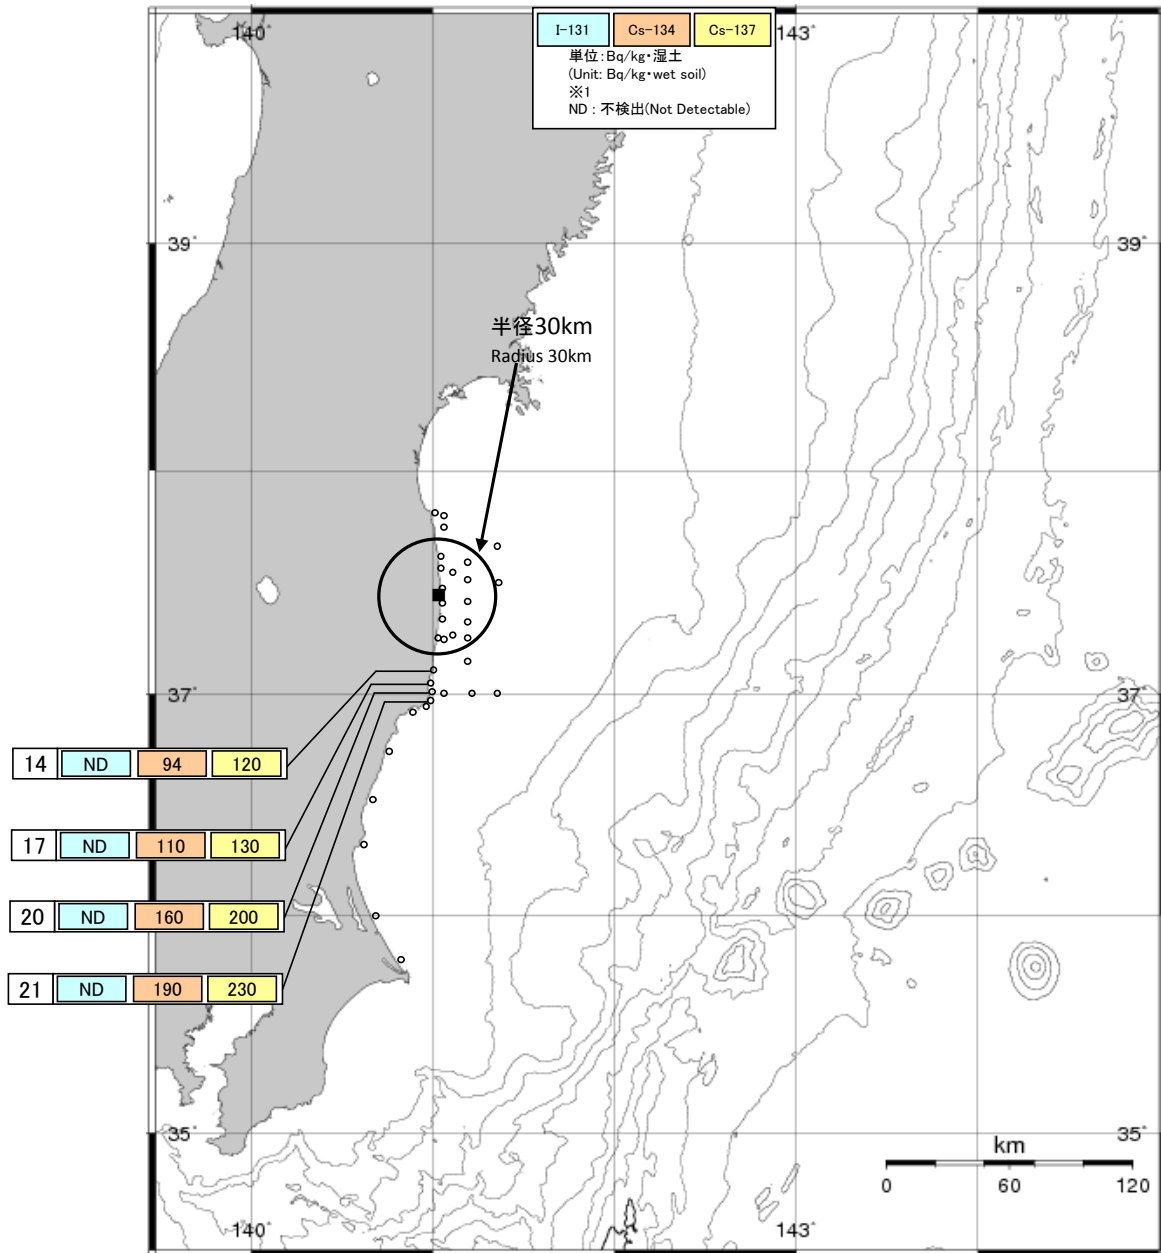 I-131 Cs-134 Cs-137
単位:Bq/kg・湿土
(Unit: Bq/kg・wet soil)
※1
ND : 不検出(Not Detectable)
140° 143°
39° 39°
半径30km
Radius 30km
37° 37°
14 ND 94 120
17 ND 110 130
20 ND 160 200
21 ND 190 230
35° 35°
km
0 60 120
140° 143°